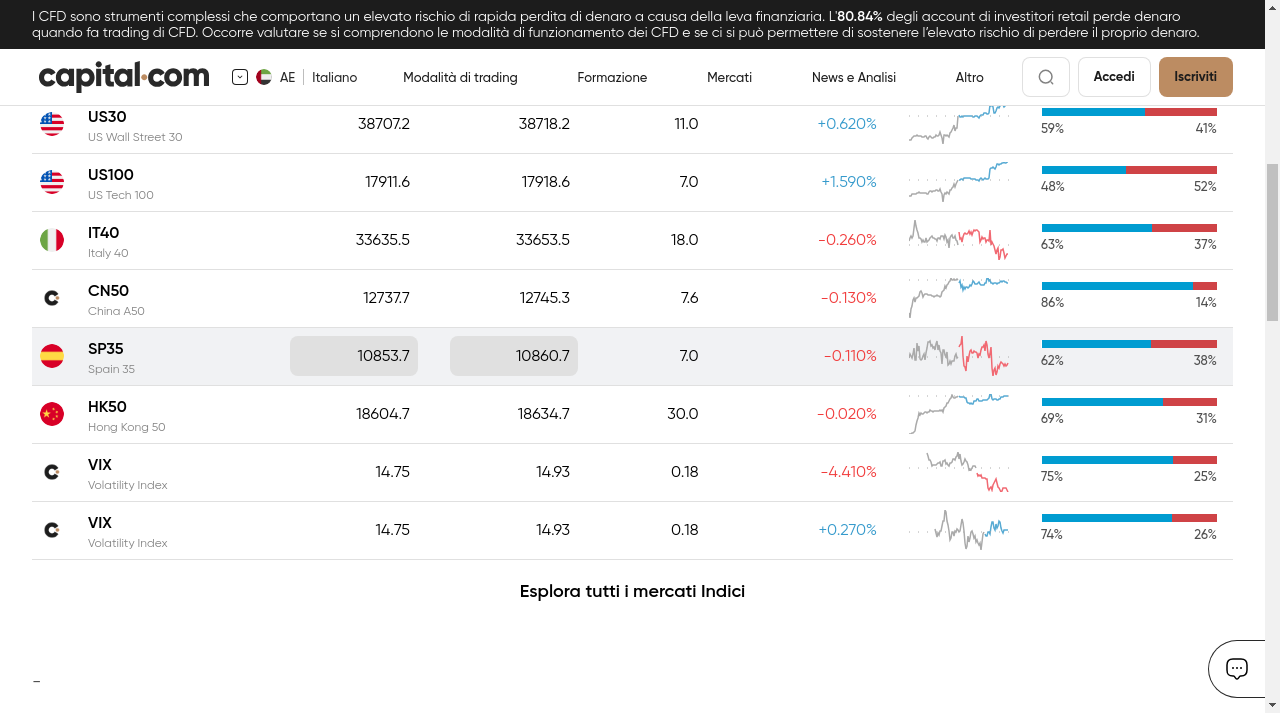 I CFD sono strumenti complessi che comportano un elevato rischio di rapida perdita di denaro a causa della leva finanziaria. L'80.84% degli account di investitori retail perde denaro
quando fa trading di CFD. Occorre valutare se si comprendono le modalità di funzionamento dei CFD e se ci si può permettere di sostenere l'elevato rischio di perdere il proprio denaro.
capital.com AE Italiano Modalità di trading Formazione Mercati News e Analisi Altro Accedi Iscriviti
US30 38707.2 38718.2 11.0 +0.620%
US Wall Street 30 59% 41%
US100 17911.6 17918.6 7.0 +1.590%
US Tech 100 48% 52%
IT40 33635.5 33653.5 18.0 -0.260%
Italy 40 63% 37%
CN50 12737.7 12745.3 7.6 -0.130%
China A50 86% 14%
SP35 10853.7 10860.7 7.0 -0.110%
Spain 35 62% 38%
HK50 18604.7 18634.7 30.0 -0.020%
Hong Kong 50 69% 31%
VIX 14.75 14.93 0.18 -4.410%
Volatility Index 75% 25%
VIX 14.75 14.93 0.18 +0.270%
Volatility Index 74% 26%
Esplora tutti i mercati Indici
–